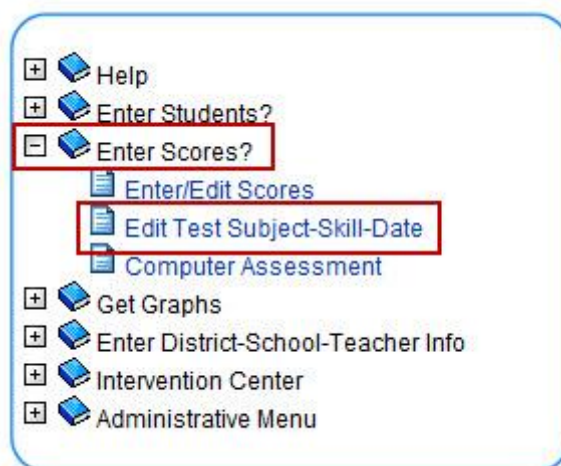 Help
Enter Students?
Enter Scores?
Enter/Edit Scores
Edit Test Subject-Skill-Date
Computer Assessment
Get Graphs
Enter District-School-Teacher Info
Intervention Center
Administrative Menu